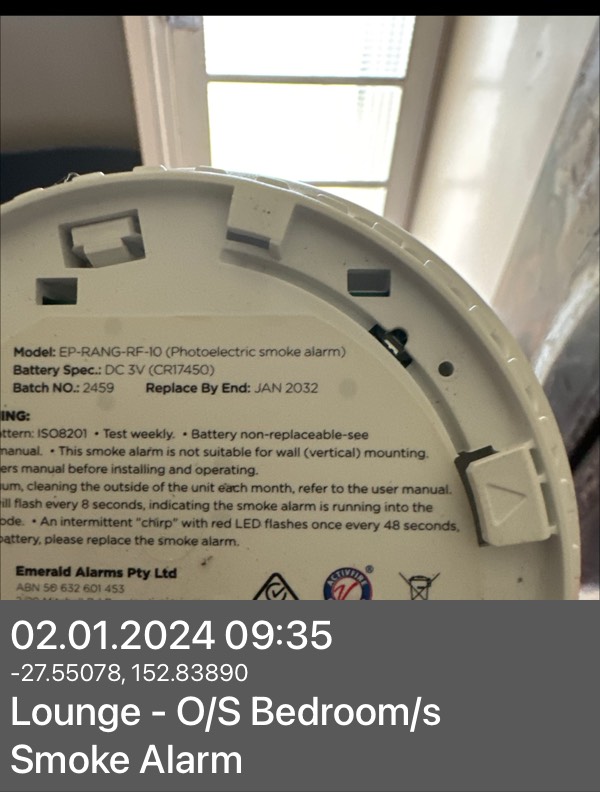 Model: EP-RANG-RF-10 (Photoelectric smoke alarm)
Battery Spec.: DC 3V (CR17450)
Batch NO.: 2459 Replace By End: JAN 2032
ING:
ttern: ISO8201 • Test weekly. • Battery non-replaceable-see
manual. • This smoke alarm is not suitable for wall (vertical) mounting.
ers manual before installing and operating.
um, cleaning the outside of the unit each month, refer to the user manual.
ill flash every 8 seconds, indicating the smoke alarm is running into the
ode. • An intermittent "chirp" with red LED flashes once every 48 seconds,
battery, please replace the smoke alarm.
Emerald Alarms Pty Ltd
ABN 56 632 601 453
ACTIVFIRE
02.01.2024 09:35
-27.55078, 152.83890
Lounge - O/S Bedroom/s
Smoke Alarm